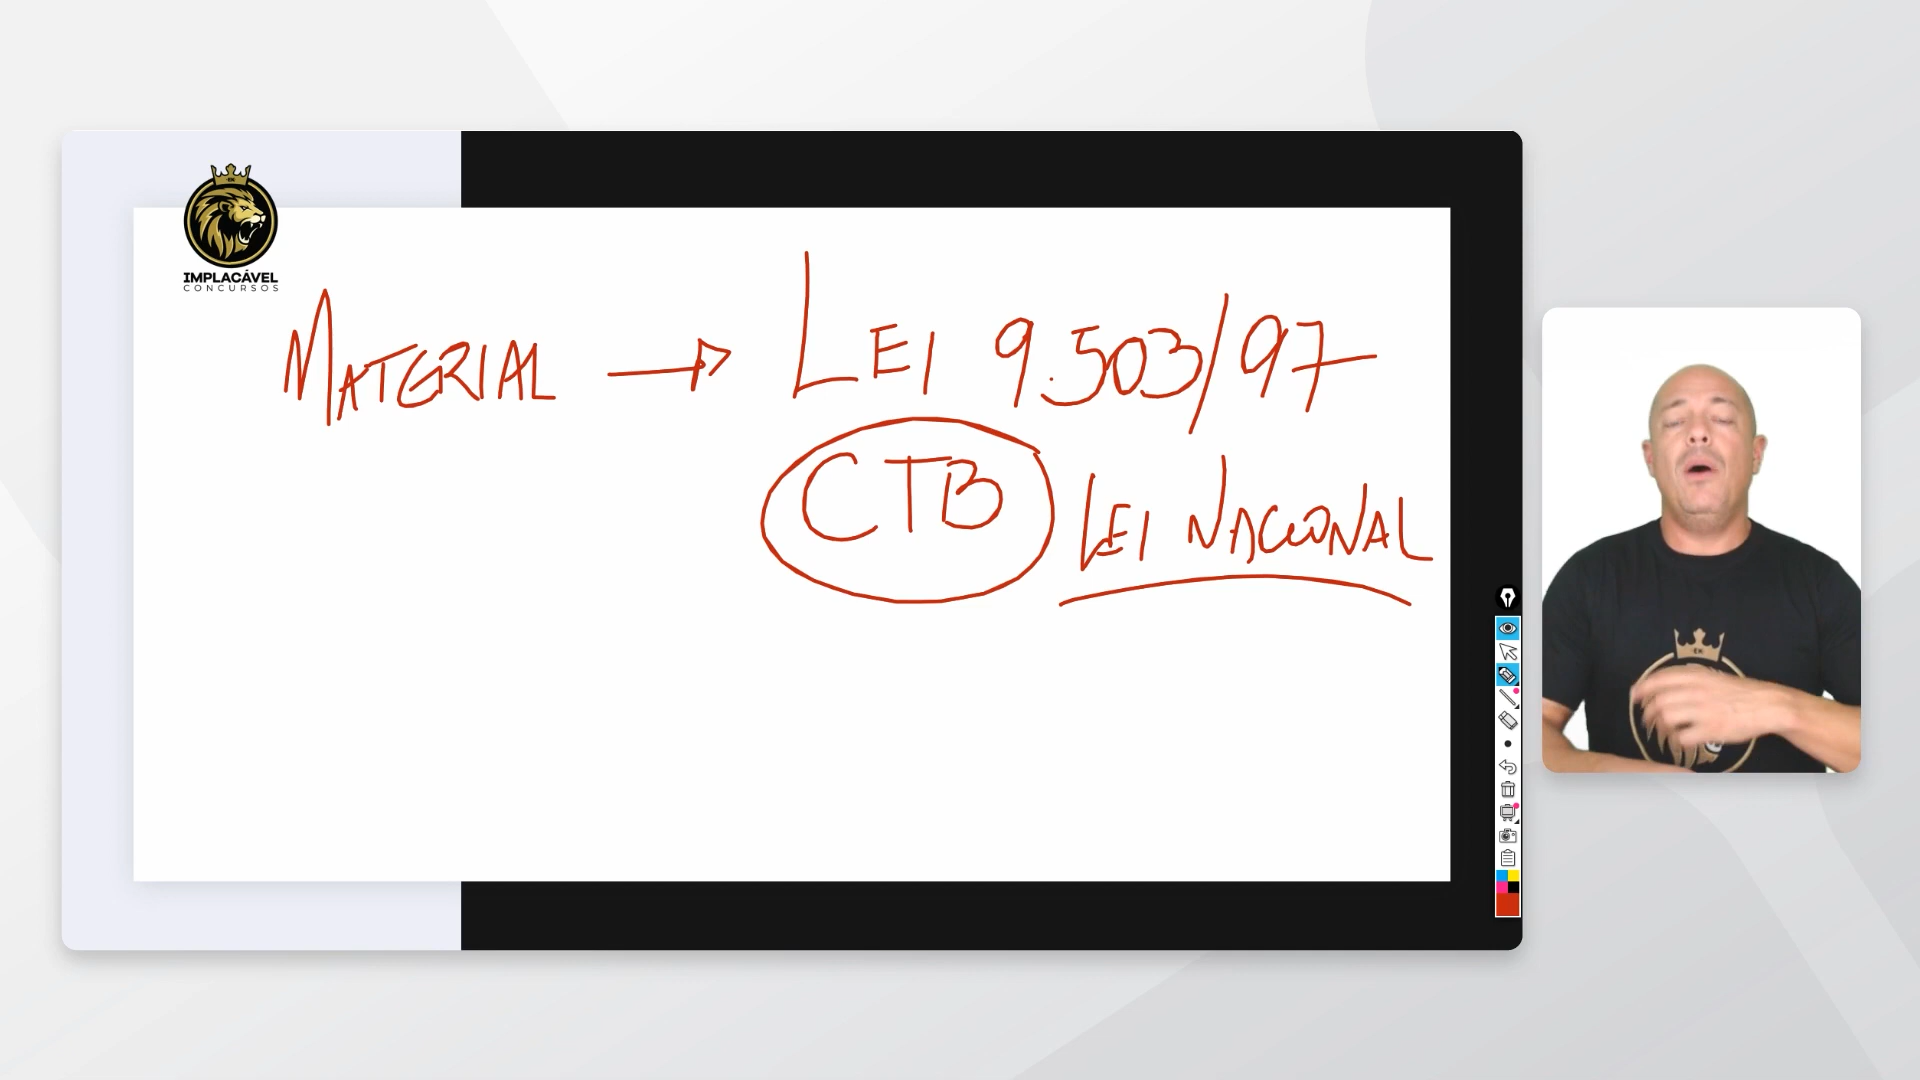 IMPLACÁVEL
CONCURSOS
MATERIAL → LEI 9.503/97
CTB LEI NACIONAL